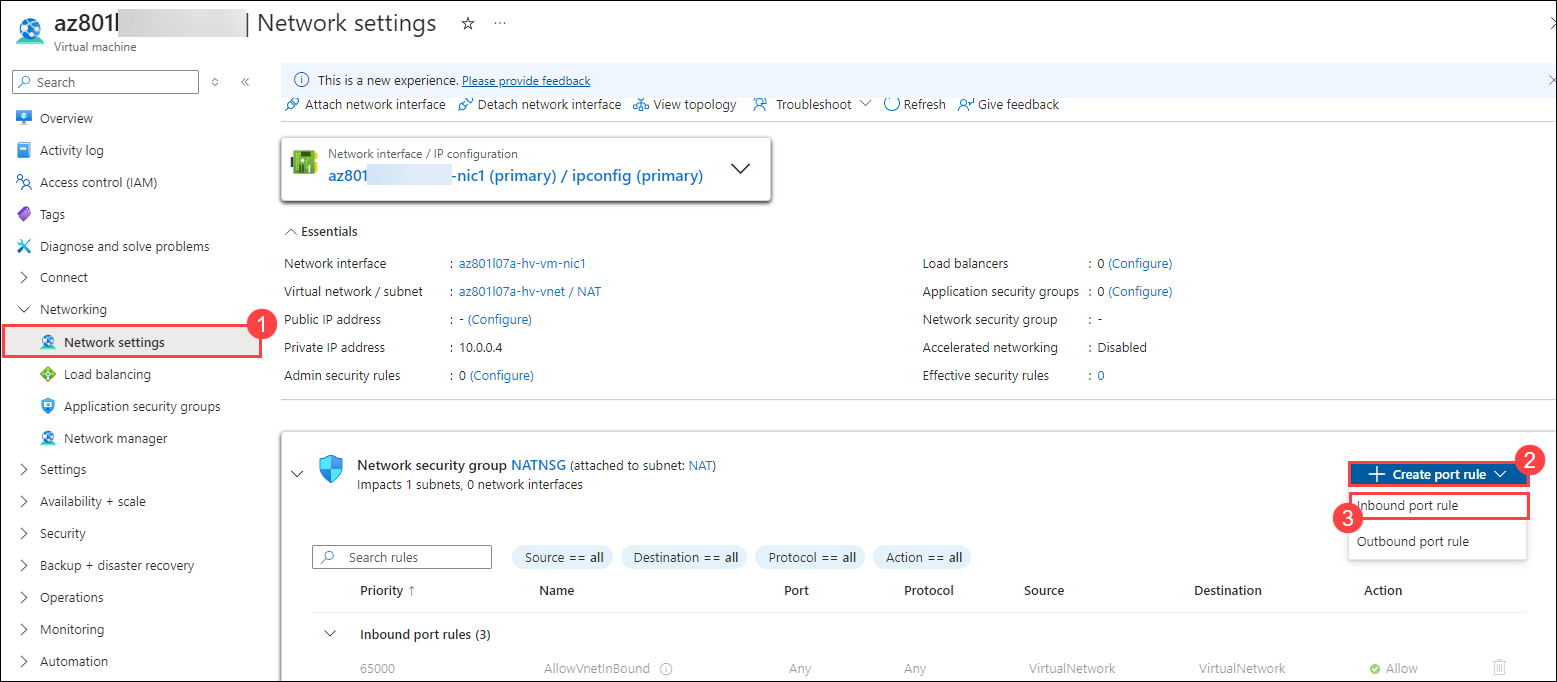 az801l | Network settings
Virtual machine
Search
Overview
Activity log
Access control (IAM)
Tags
Diagnose and solve problems
Connect
Networking
Network settings
1
Load balancing
Application security groups
Network manager
Settings
Availability + scale
Security
Backup + disaster recovery
Operations
Monitoring
Automation
This is a new experience. Please provide feedback
Attach network interface Detach network interface View topology Troubleshoot Refresh Give feedback
Network interface / IP configuration
az801 -nic1 (primary) / ipconfig (primary)
Essentials
Network interface : az801l07a-hv-vm-nic1
Virtual network / subnet : az801l07a-hv-vnet / NAT
Public IP address : - (Configure)
Private IP address : 10.0.0.4
Admin security rules : 0 (Configure)
Load balancers : 0 (Configure)
Application security groups : 0 (Configure)
Network security group : -
Accelerated networking : Disabled
Effective security rules : 0
Network security group NATNSG (attached to subnet: NAT)
Impacts 1 subnets, 0 network interfaces
+ Create port rule
2
Inbound port rule
3
Outbound port rule
Search rules Source == all Destination == all Protocol == all Action == all
Priority ↑ Name Port Protocol Source Destination Action
Inbound port rules (3)
65000 AllowVnetInBound Any Any VirtualNetwork VirtualNetwork Allow